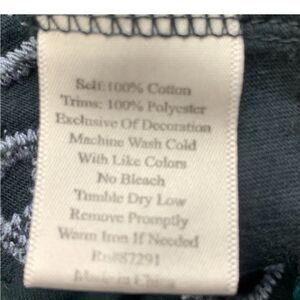 Self:100% Cotton
Trims: 100% Polyester
Exclusive Of Decoration
Machine Wash Cold
With Like Colors
No Bleach
Tumble Dry Low
Remove Promptly
Warm Iron If Needed
Rn887291
Made in China